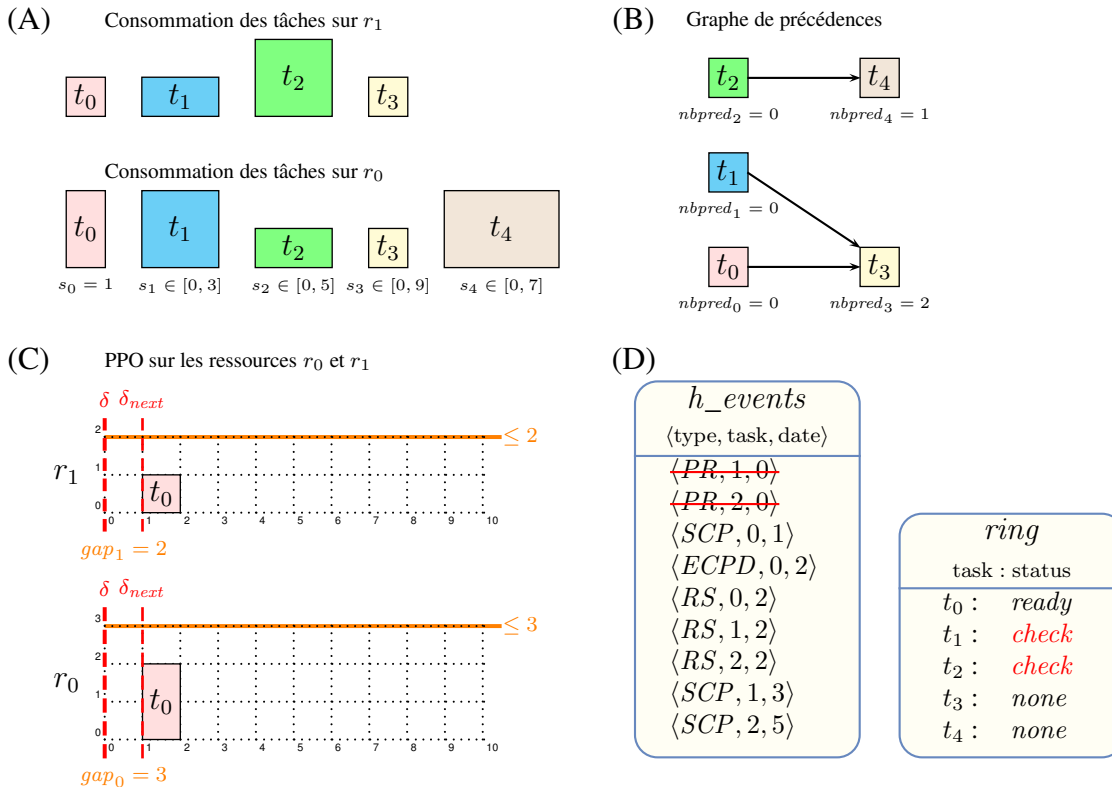 (A)
Consommation des tâches sur r1
t0 t1 t2 t3
Consommation des tâches sur r0
t0 t1 t2 t3 t4
s0 = 1 s1 ∈ [0, 3] s2 ∈ [0, 5] s3 ∈ [0, 9] s4 ∈ [0, 7]
(B)
Graphe de précédences
t2 t4
nbpred2 = 0 nbpred4 = 1
t1
nbpred1 = 0
t0 t3
nbpred0 = 0 nbpred3 = 2
(C)
PPO sur les ressources r0 et r1
δ δnext
2 ≤ 2
r1 1 t0
0
0 1 2 3 4 5 6 7 8 9 10
gap1 = 2
δ δnext
3 ≤ 3
2
r0 1 t0
0
0 1 2 3 4 5 6 7 8 9 10
gap0 = 3
(D)
h_events
⟨type, task, date⟩
⟨PR, 1, 0⟩
⟨PR, 2, 0⟩
⟨SCP, 0, 1⟩
⟨ECPD, 0, 2⟩
⟨RS, 0, 2⟩
⟨RS, 1, 2⟩
⟨RS, 2, 2⟩
⟨SCP, 1, 3⟩
⟨SCP, 2, 5⟩
ring
task : status
t0 : ready
t1 : check
t2 : check
t3 : none
t4 : none